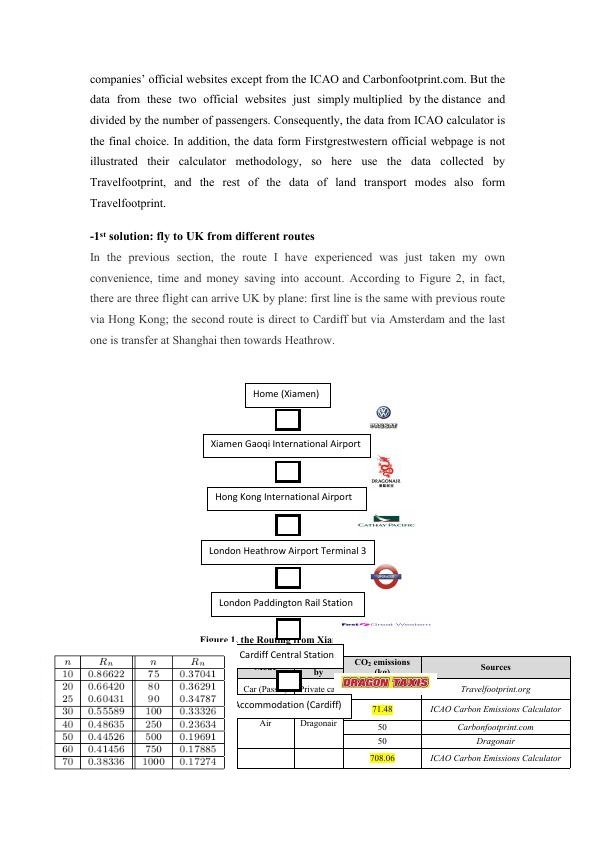 companies’ official websites except from the ICAO and Carbonfootprint.com. But the
data from these two official websites just simply multiplied by the distance and
divided by the number of passengers. Consequently, the data from ICAO calculator is
the final choice. In addition, the data form Firstgrestwestern official webpage is not
illustrated their calculator methodology, so here use the data collected by
Travelfootprint, and the rest of the data of land transport modes also form
Travelfootprint.
-1st solution: fly to UK from different routes
In the previous section, the route I have experienced was just taken my own
convenience, time and money saving into account. According to Figure 2, in fact,
there are three flight can arrive UK by plane: first line is the same with previous route
via Hong Kong; the second route is direct to Cardiff but via Amsterdam and the last
one is transfer at Shanghai then towards Heathrow.
Home (Xiamen)
PASSAT
Xiamen Gaoqi International Airport
DRAGONAIR
Hong Kong International Airport
CATHAY PACIFIC
London Heathrow Airport Terminal 3
London Paddington Rail Station
First Great Western
Figure 1, the Routing from Xia
Cardiff Central Station
DRAGON TAXIS
Accommodation (Cardiff)
n Rn n Rn
10 0.86622 75 0.37041
20 0.66420 80 0.36291
25 0.60431 90 0.34787
30 0.55589 100 0.33326
40 0.48635 250 0.23634
50 0.44526 500 0.19691
60 0.41456 750 0.17885
70 0.38336 1000 0.17274
by CO2 emissions (kg) Sources
Car Private ca Travelfootprint.org
71.48 ICAO Carbon Emissions Calculator
Air Dragonair 50 Carbonfootprint.com
50 Dragonair
708.06 ICAO Carbon Emissions Calculator